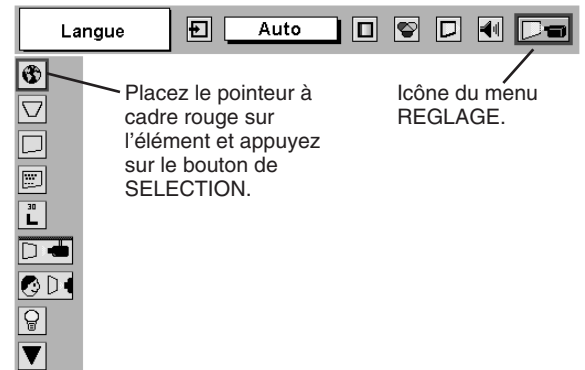 Langue
Auto
Placez le pointeur à
cadre rouge sur
l'élément et appuyez
sur le bouton de
SELECTION.
Icône du menu
REGLAGE.
30
L